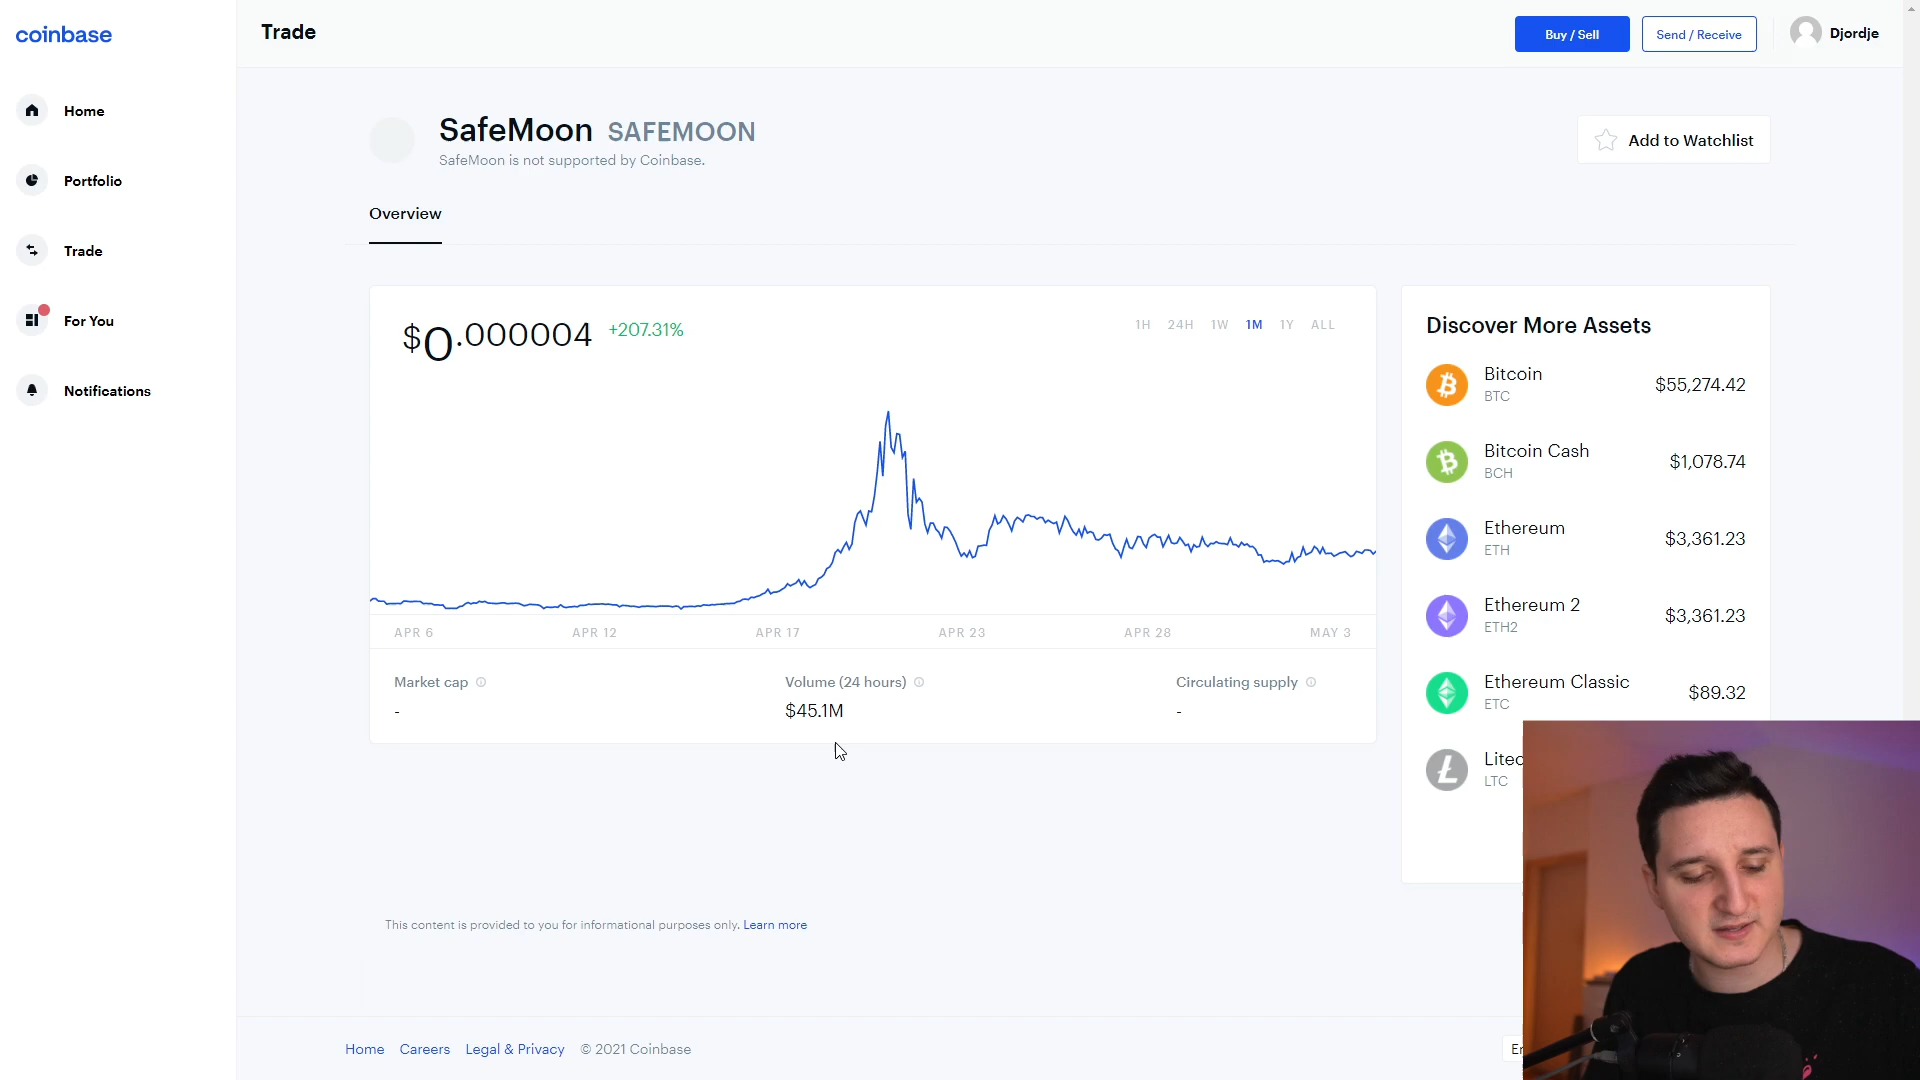 coinbase
Trade
Buy / Sell
Send / Receive
Djordje
Home
Portfolio
Trade
For You
Notifications
SafeMoon SAFEMOON
SafeMoon is not supported by Coinbase.
Add to Watchlist
Overview
$0.000004 +207.31%
1H 24H 1W 1M 1Y ALL
APR 6 APR 12 APR 17 APR 23 APR 28 MAY 3
Market cap
-
Volume (24 hours)
$45.1M
Circulating supply
-
Discover More Assets
Bitcoin
BTC
$55,274.42
Bitcoin Cash
BCH
$1,078.74
Ethereum
ETH
$3,361.23
Ethereum 2
ETH2
$3,361.23
Ethereum Classic
ETC
$89.32
LTC
This content is provided to you for informational purposes only. Learn more
Home Careers Legal & Privacy © 2021 Coinbase